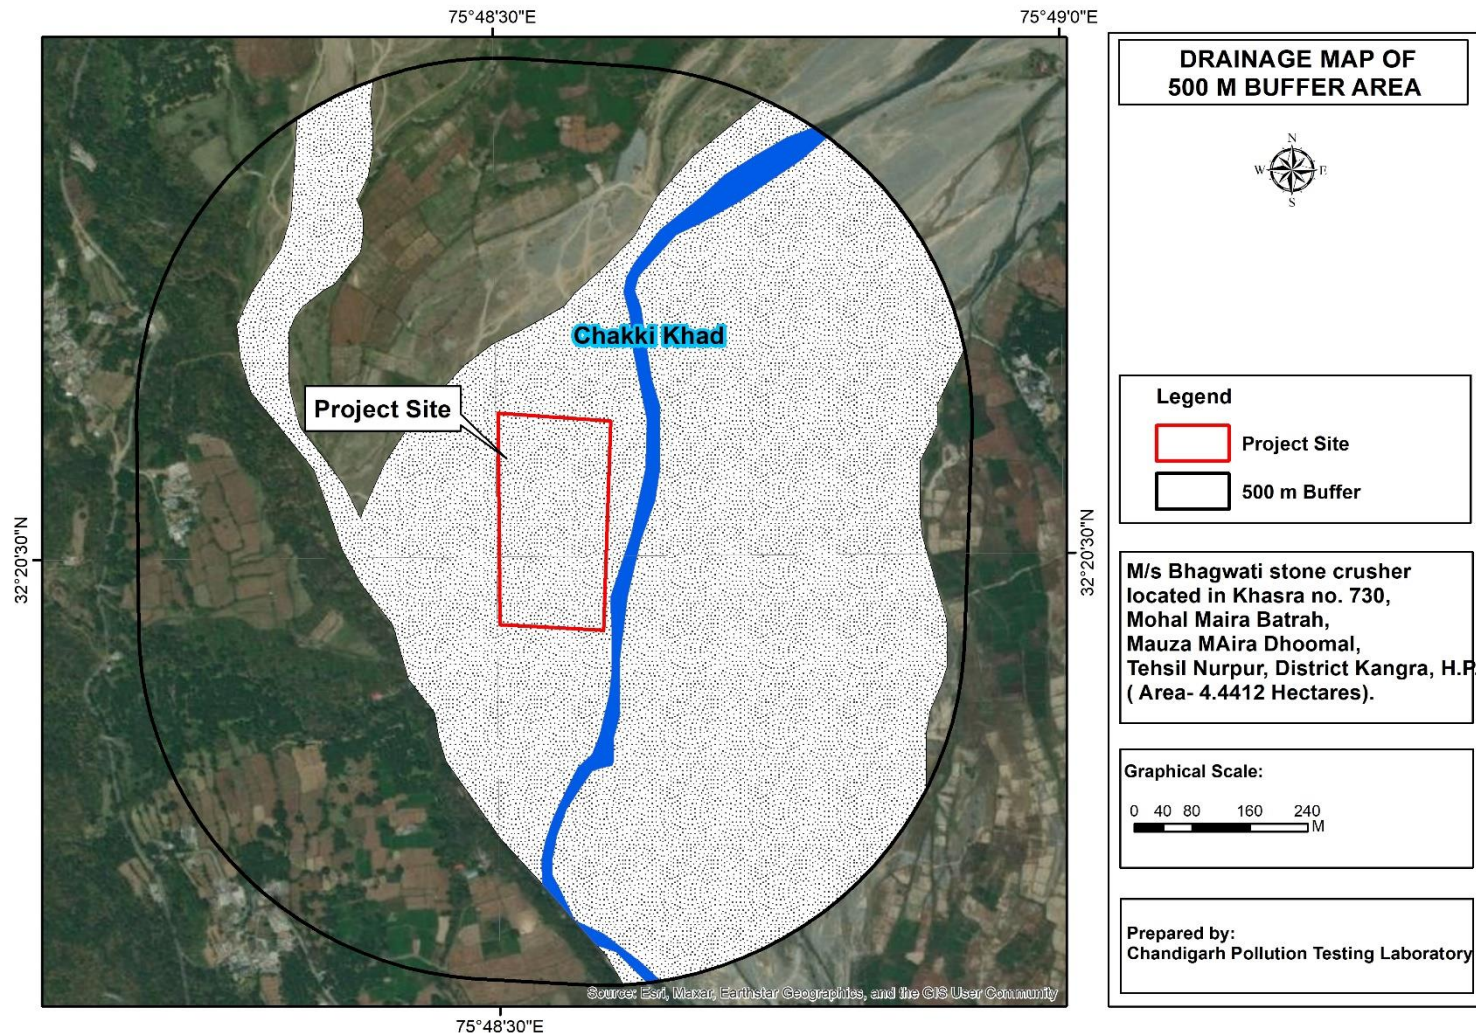 75°48'30"E
75°49'0"E
DRAINAGE MAP OF
500 M BUFFER AREA
N
W
E
S
Chakki Khad
Project Site
Legend
Project Site
500 m Buffer
32°20'30"N
32°20'30"N
M/s Bhagwati stone crusher
located in Khasra no. 730,
Mohal Maira Batrah,
Mauza MAira Dhoomal,
Tehsil Nurpur, District Kangra, H.P.
( Area- 4.4412 Hectares).
Graphical Scale:
0 40 80 160 240
M
Prepared by:
Chandigarh Pollution Testing Laboratory
Source: Esri, Maxar, Earthstar Geographics, and the GIS User Community
75°48'30"E